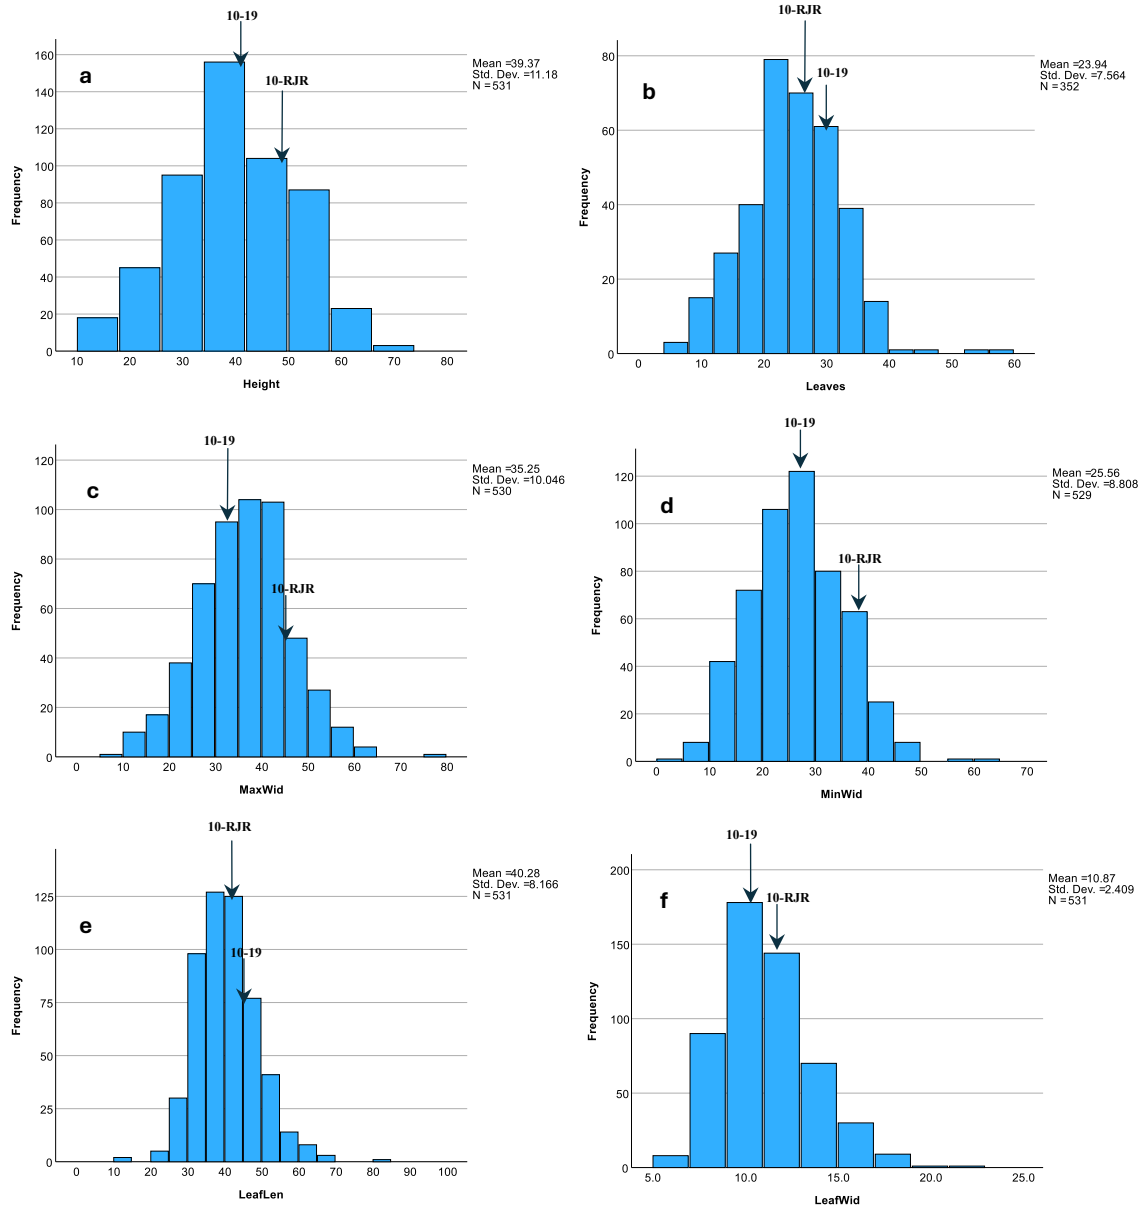 10-19
10-RJR
a
Mean =39.37
Std. Dev. =11.18
N =531
160
140
120
100
80
60
40
20
0
Frequency
10 20 30 40 50 60 70 80
Height
10-RJR
10-19
b
Mean =23.94
Std. Dev. =7.564
N =352
80
60
40
20
0
Frequency
0 10 20 30 40 50 60
Leaves
10-19
10-RJR
c
Mean =35.25
Std. Dev. =10.046
N =530
120
100
80
60
40
20
0
Frequency
0 10 20 30 40 50 60 70 80
MaxWid
10-19
10-RJR
d
Mean =25.56
Std. Dev. =8.808
N =529
120
100
80
60
40
20
0
Frequency
0 10 20 30 40 50 60 70
MinWid
10-RJR
10-19
e
Mean =40.28
Std. Dev. =8.166
N =531
125
100
75
50
25
0
Frequency
0 10 20 30 40 50 60 70 80 90 100
LeafLen
10-19
10-RJR
f
Mean =10.87
Std. Dev. =2.409
N =531
200
150
100
50
0
Frequency
5.0 10.0 15.0 20.0 25.0
LeafWid